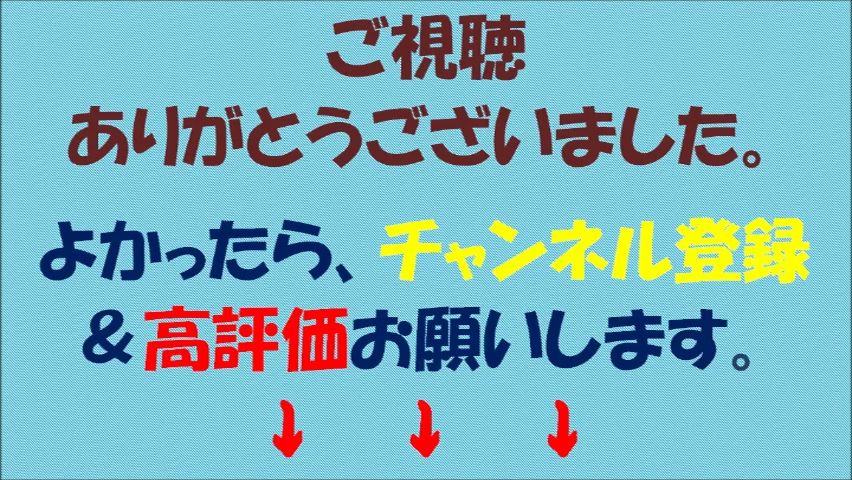 ご視聴
ありがとうございました。
よかったら、チャンネル登録
＆高評価お願いします。
↓ ↓ ↓